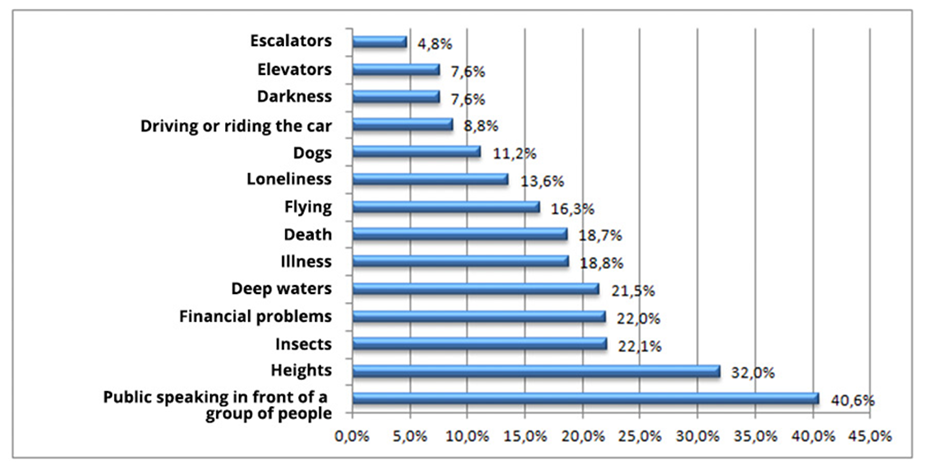 Escalators 4,8%
Elevators 7,6%
Darkness 7,6%
Driving or riding the car 8,8%
Dogs 11,2%
Loneliness 13,6%
Flying 16,3%
Death 18,7%
Illness 18,8%
Deep waters 21,5%
Financial problems 22,0%
Insects 22,1%
Heights 32,0%
Public speaking in front of a
group of people 40,6%
0,0% 5,0% 10,0% 15,0% 20,0% 25,0% 30,0% 35,0% 40,0% 45,0%